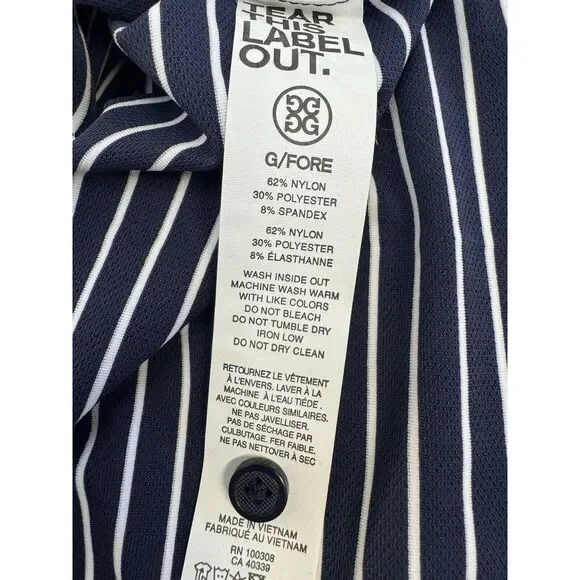 TEAR
THIS
LABEL
OUT.
G/FORE
62% NYLON
30% POLYESTER
8% SPANDEX
62% NYLON
30% POLYESTER
8% ÉLASTHANNE
WASH INSIDE OUT
MACHINE WASH WARM
WITH LIKE COLORS
DO NOT BLEACH
DO NOT TUMBLE DRY
IRON LOW
DO NOT DRY CLEAN
RETOURNEZ LE VÊTEMENT
À L'ENVERS. LAVER À LA
MACHINE À L'EAU TIÉDE.
AVEC COULEURS SIMILAIRES.
NE PAS JAVELLISER.
PAS DE SÉCHAGE PAR
CULBUTAGE. FER FAIBLE.
NE PAS NETTOVER À SEC
MADE IN VIETNAM
FABRIQUÉ AU VIETNAM
RN 100308
CA 40339